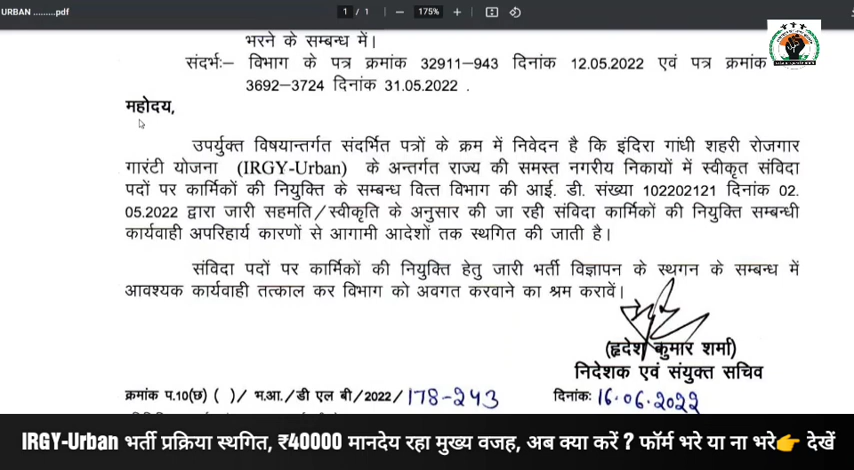 URBAN .........pdf
1 / 1 — 175% +
भरने के सम्बन्ध में।
संदर्भः– विभाग के पत्र क्रमांक 32911–943 दिनांक 12.05.2022 एवं पत्र क्रमांक
3692–3724 दिनांक 31.05.2022 .
महोदय,
उपर्युक्त विषयान्तर्गत संदर्भित पत्रों के क्रम में निवेदन है कि इंदिरा गांधी शहरी रोजगार
गारंटी योजना (IRGY-Urban) के अन्तर्गत राज्य की समस्त नगरीय निकायों में स्वीकृत संविदा
पदों पर कार्मिकों की नियुक्ति के सम्बन्ध वित्त विभाग की आई. डी. संख्या 102202121 दिनांक 02.
05.2022 द्वारा जारी सहमति/स्वीकृति के अनुसार की जा रही संविदा कार्मिकों की नियुक्ति सम्बन्धी
कार्यवाही अपरिहार्य कारणों से आगामी आदेशों तक स्थगित की जाती है।
संविदा पदों पर कार्मिकों की नियुक्ति हेतु जारी भर्ती विज्ञापन के स्थगन के सम्बन्ध में
आवश्यक कार्यवाही तत्काल कर विभाग को अवगत करवाने का श्रम करावें।
(हृदेश कुमार शर्मा)
निदेशक एवं संयुक्त सचिव
क्रमांक प.10(छ) ( )/ भ.आ./डी एल बी/2022/178-243 दिनांकः 16.06.2022
IRGY-Urban भर्ती प्रक्रिया स्थगित, ₹40000 मानदेय रहा मुख्य वजह, अब क्या करें ? फॉर्म भरे या ना भरे👉 देखें